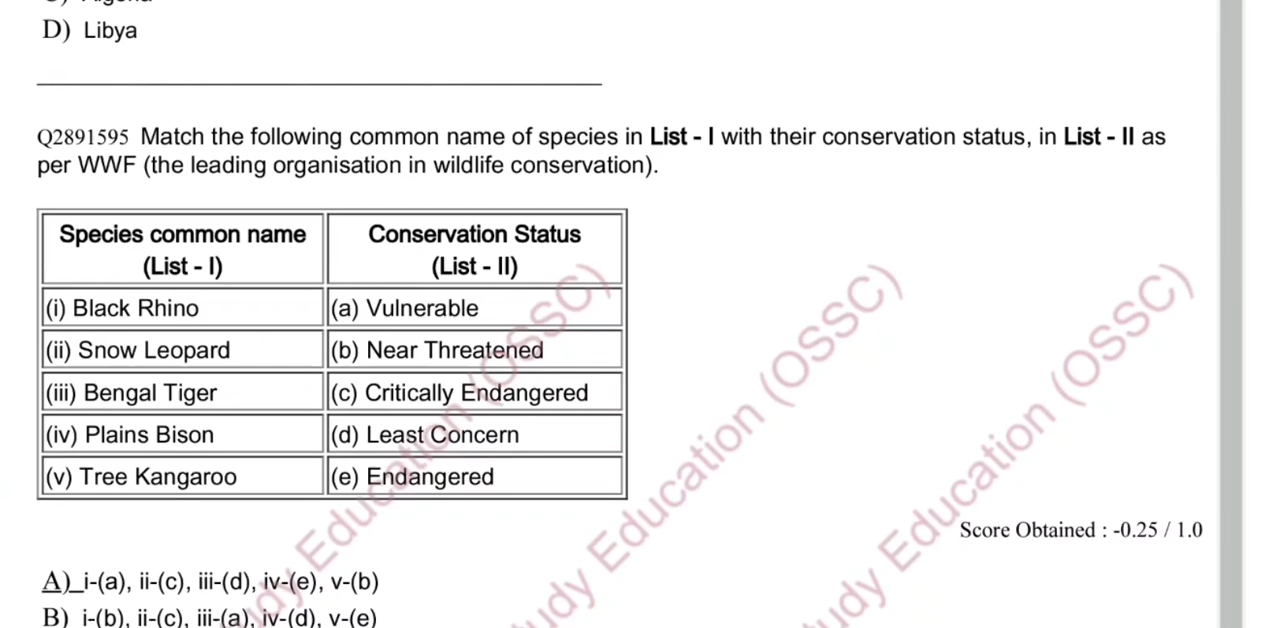 D) Libya
Q2891595 Match the following common name of species in List - I with their conservation status, in List - II as
per WWF (the leading organisation in wildlife conservation).
Species common name Conservation Status
(List - I) (List - II)
(i) Black Rhino (a) Vulnerable
(ii) Snow Leopard (b) Near Threatened
(iii) Bengal Tiger (c) Critically Endangered
(iv) Plains Bison (d) Least Concern
(v) Tree Kangaroo (e) Endangered
Score Obtained : -0.25 / 1.0
A) i-(a), ii-(c), iii-(d), iv-(e), v-(b)
B) i-(b), ii-(c), iii-(a), iv-(d), v-(e)
Education (OSSC)
Education (OSSC)
Education (OSSC)